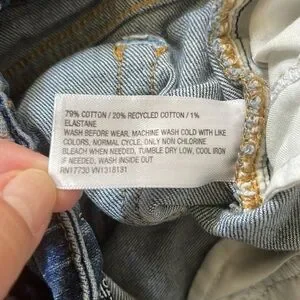 79% COTTON / 20% RECYCLED COTTON / 1%
ELASTANE
WASH BEFORE WEAR, MACHINE WASH COLD WITH LIKE
COLORS, NORMAL CYCLE, ONLY NON CHLORINE
BLEACH WHEN NEEDED, TUMBLE DRY LOW, COOL IRON
IF NEEDED, WASH INSIDE OUT
RN17730 VN1318131